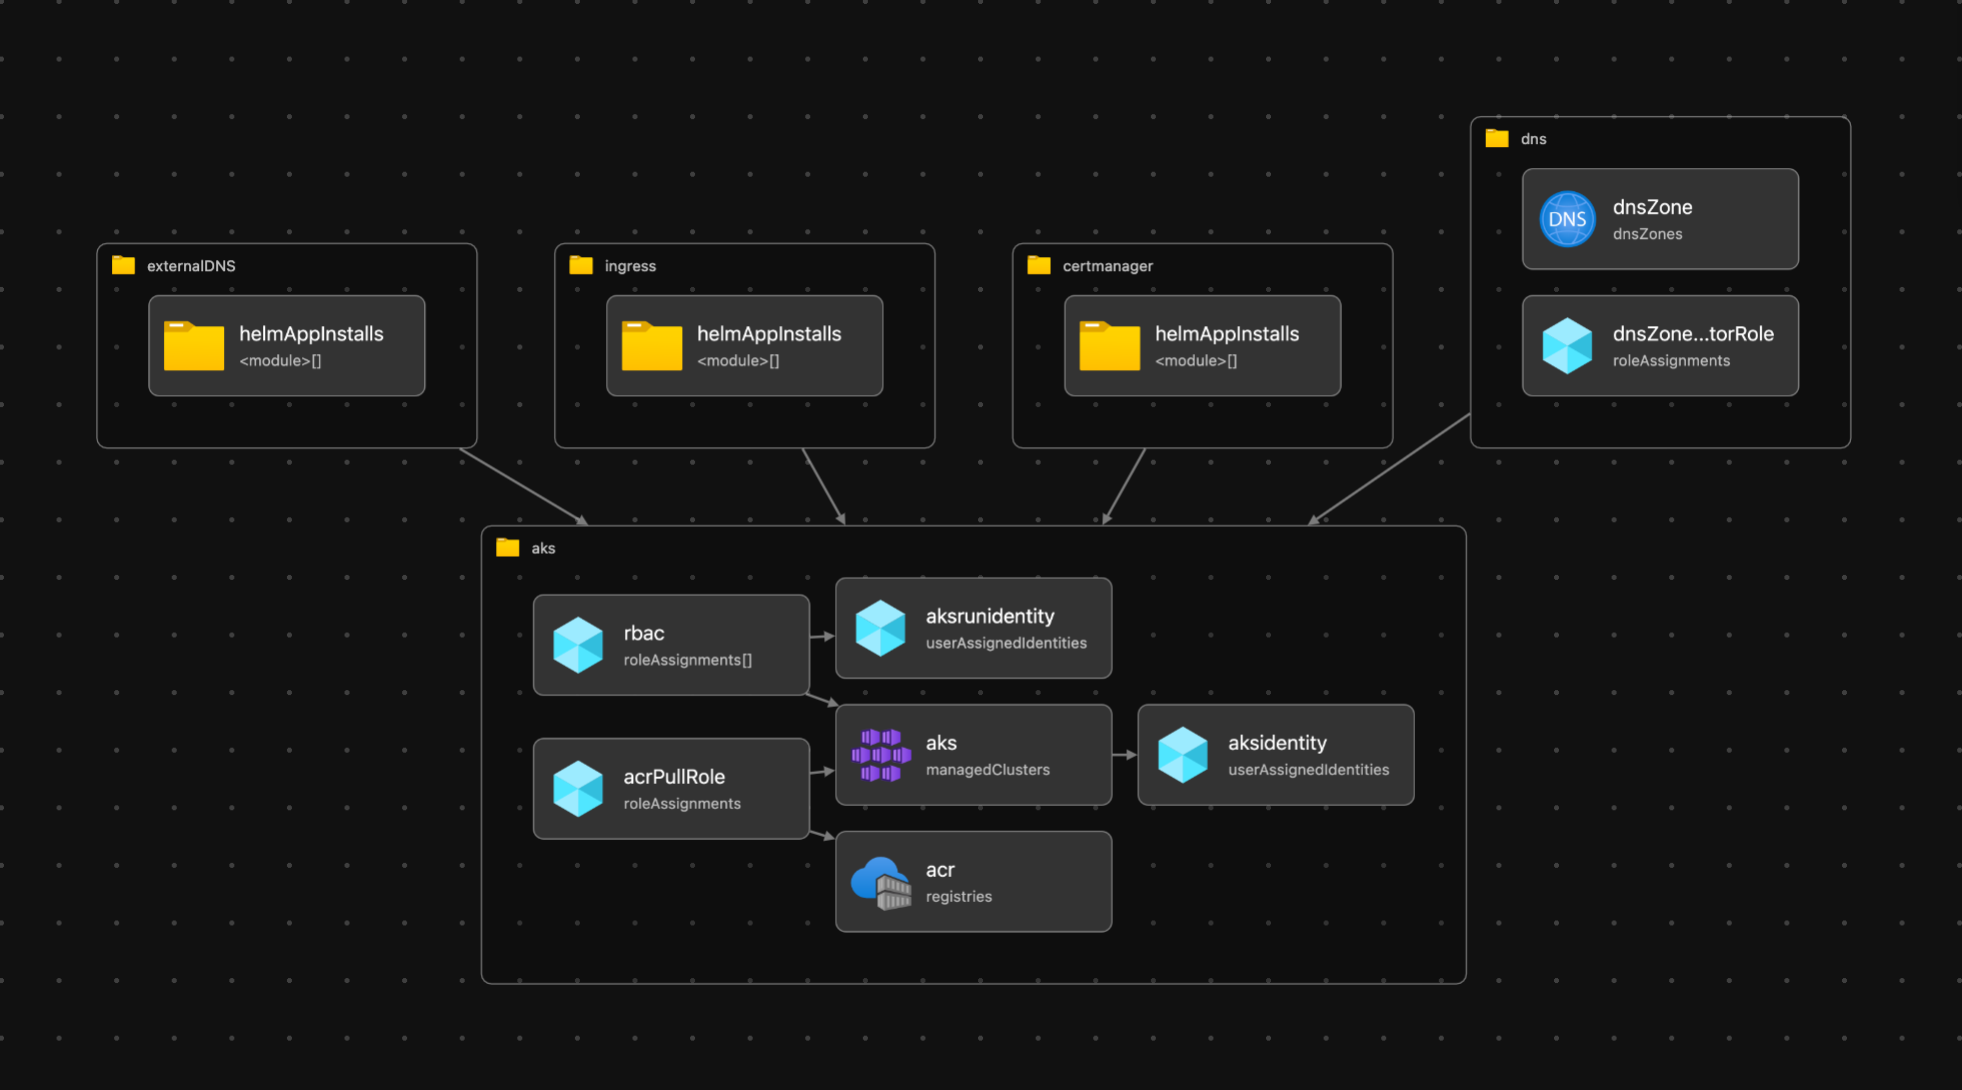 dns
DNS
dnsZone
dnsZones
dnsZone...torRole
roleAssignments
externalDNS
helmAppInstalls
<module>[]
ingress
helmAppInstalls
<module>[]
certmanager
helmAppInstalls
<module>[]
aks
rbac
roleAssignments[]
aksrunidentity
userAssignedIdentities
aks
managedClusters
aksidentity
userAssignedIdentities
acrPullRole
roleAssignments
acr
registries